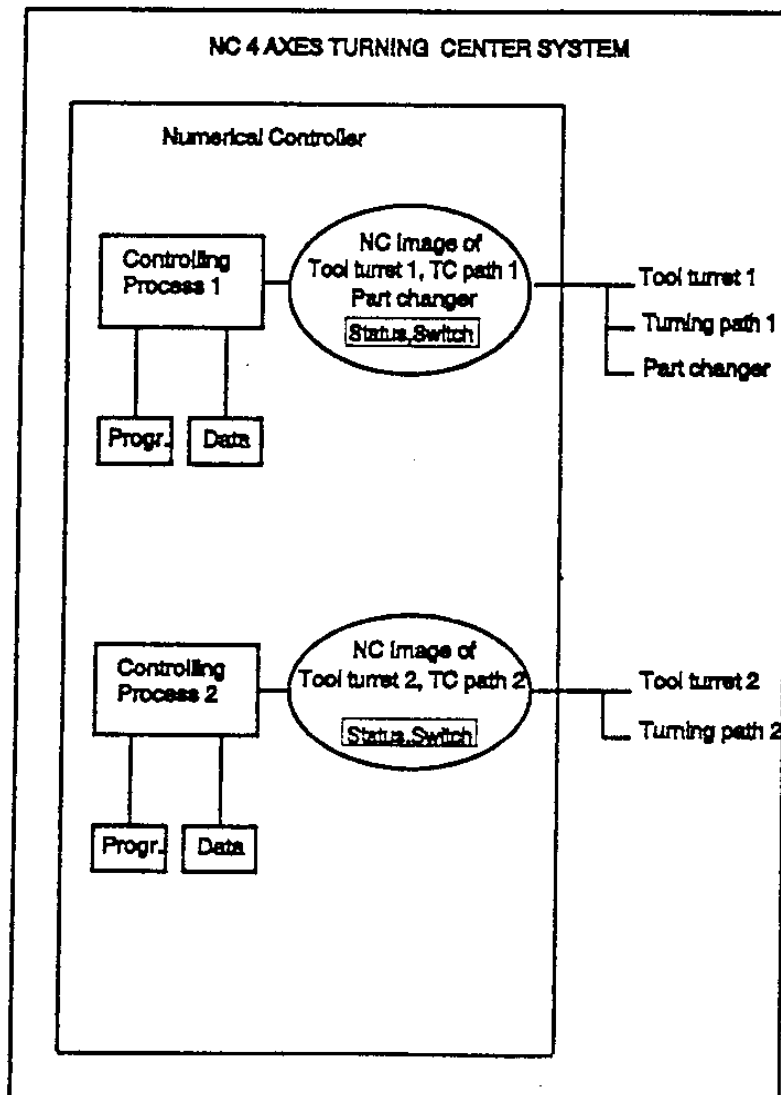 NC 4 AXES TURNING CENTER SYSTEM
Numerical Controller
Controlling
Process 1
NC Image of
Tool turret 1, TC path 1
Part changer
Status,Switch
Tool turret 1
Turning path 1
Part changer
Progr.
Data
Controlling
Process 2
NC Image of
Tool turret 2, TC path 2
Status,Switch
Tool turret 2
Turning path 2
Progr.
Data